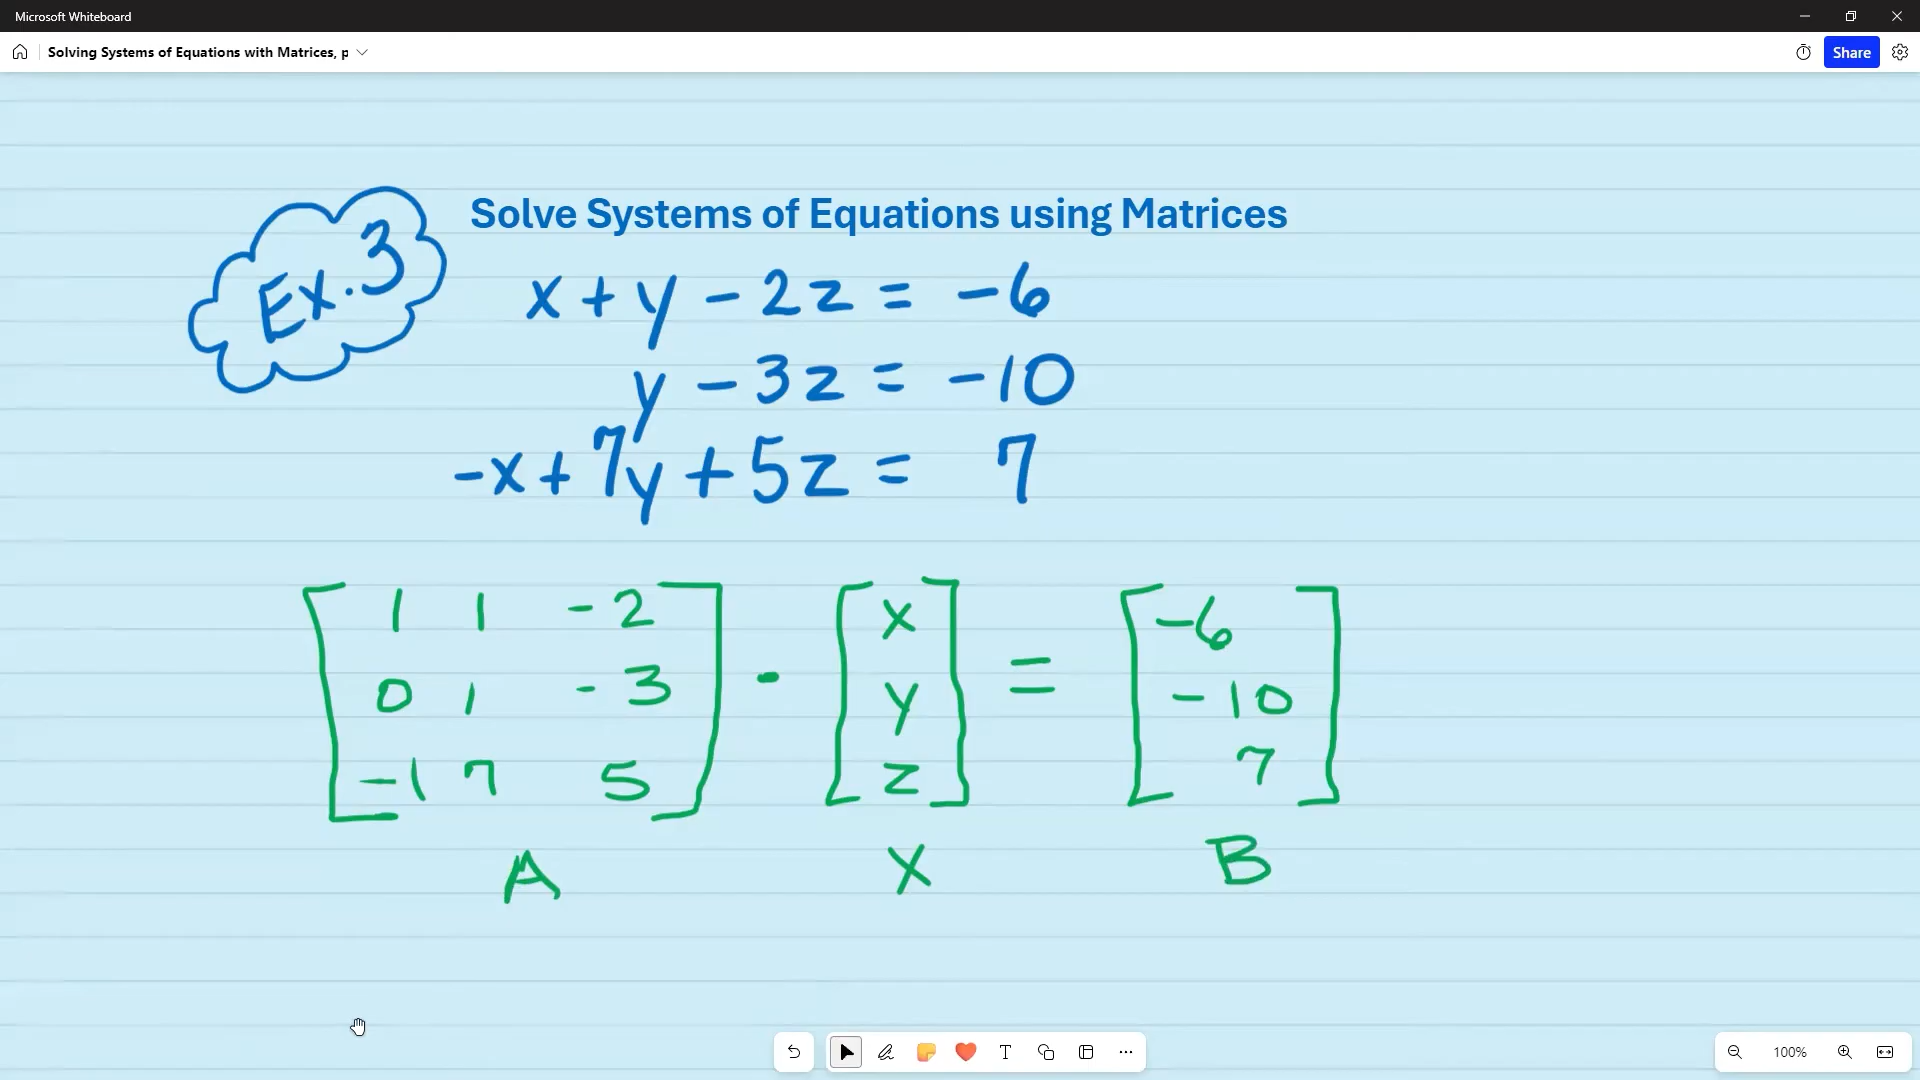 Microsoft Whiteboard
Solving Systems of Equations with Matrices, p
Share
Ex. 3
Solve Systems of Equations using Matrices
x + y - 2z = -6
y - 3z = -10
-x + 7y + 5z = 7
1 1 -2 x -6
0 1 -3 · y = -10
-1 7 5 z 7
A X B
100%